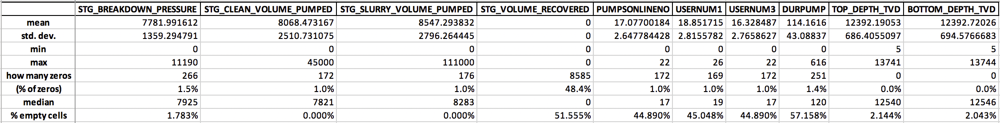 STG_BREAKDOWN_PRESSURE STG_CLEAN_VOLUME_PUMPED STG_SLURRY_VOLUME_PUMPED STG_VOLUME_RECOVERED PUMPSONLINENO USERNUM1 USERNUM3 DURPUMP TOP_DEPTH_TVD BOTTOM_DEPTH_TVD
mean 7781.991612 8068.473167 8547.293832 0 17.07700184 18.851715 16.328487 114.1616 12392.19053 12392.72026
std. dev. 1359.294791 2510.731075 2796.264445 0 2.647784428 2.8155782 2.7658627 43.08837 686.4055097 694.5766683
min 0 0 0 0 0 0 0 0 5 5
max 11190 45000 111000 0 22 26 22 616 13741 13744
how many zeros 266 172 176 8585 172 169 172 251 0 0
(% of zeros) 1.5% 1.0% 1.0% 48.4% 1.0% 1.0% 1.0% 1.4% 0.0% 0.0%
median 7925 7821 8283 0 17 19 17 120 12540 12546
% empty cells 1.783% 0.000% 0.000% 51.555% 44.890% 45.048% 44.890% 57.158% 2.144% 2.043%